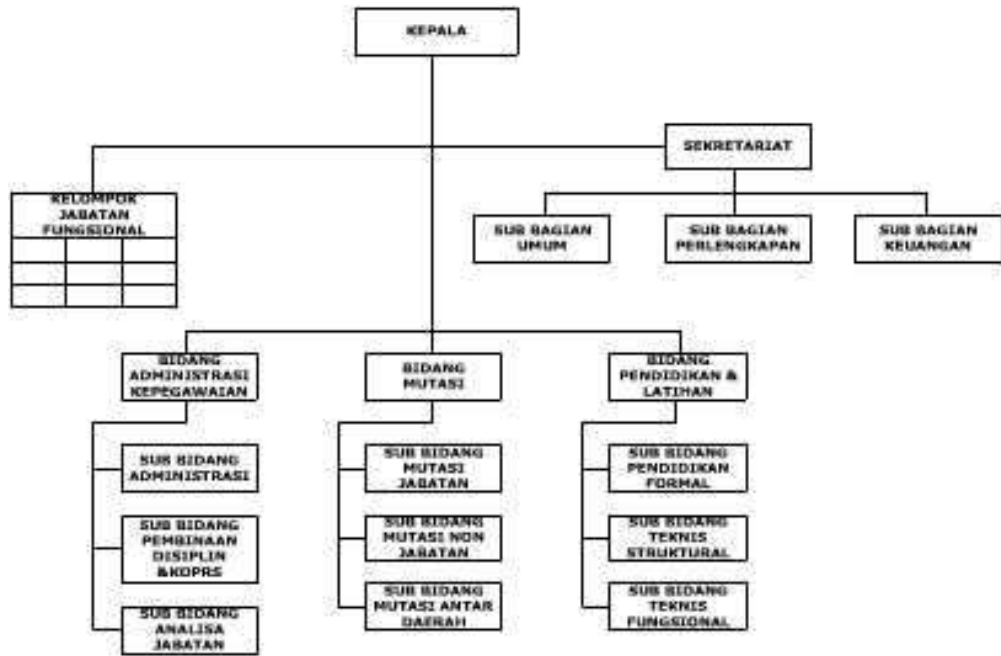 KEPALA
SEKRETARIAT
KELOMPOK
JABATAN
FUNGSIONAL
SUB BAGIAN
UMUM
SUB BAGIAN
PERLENGKAPAN
SUB BAGIAN
KEUANGAN
BIDANG
ADMINISTRASI
KEPEGAWAIAN
BIDANG
MUTASI
BIDANG
PENDIDIKAN &
LATIHAN
SUB BIDANG
ADMINISTRASI
SUB BIDANG
PEMBINAAN
DISIPLIN
&KOPRS
SUB BIDANG
ANALISA
JABATAN
SUB BIDANG
MUTASI
JABATAN
SUB BIDANG
MUTASI NON
JABATAN
SUB BIDANG
MUTASI ANTAR
DAERAH
SUB BIDANG
PENDIDIKAN
FORMAL
SUB BIDANG
TEKNIS
STRUKTURAL
SUB BIDANG
TEKNIS
FUNGSIONAL